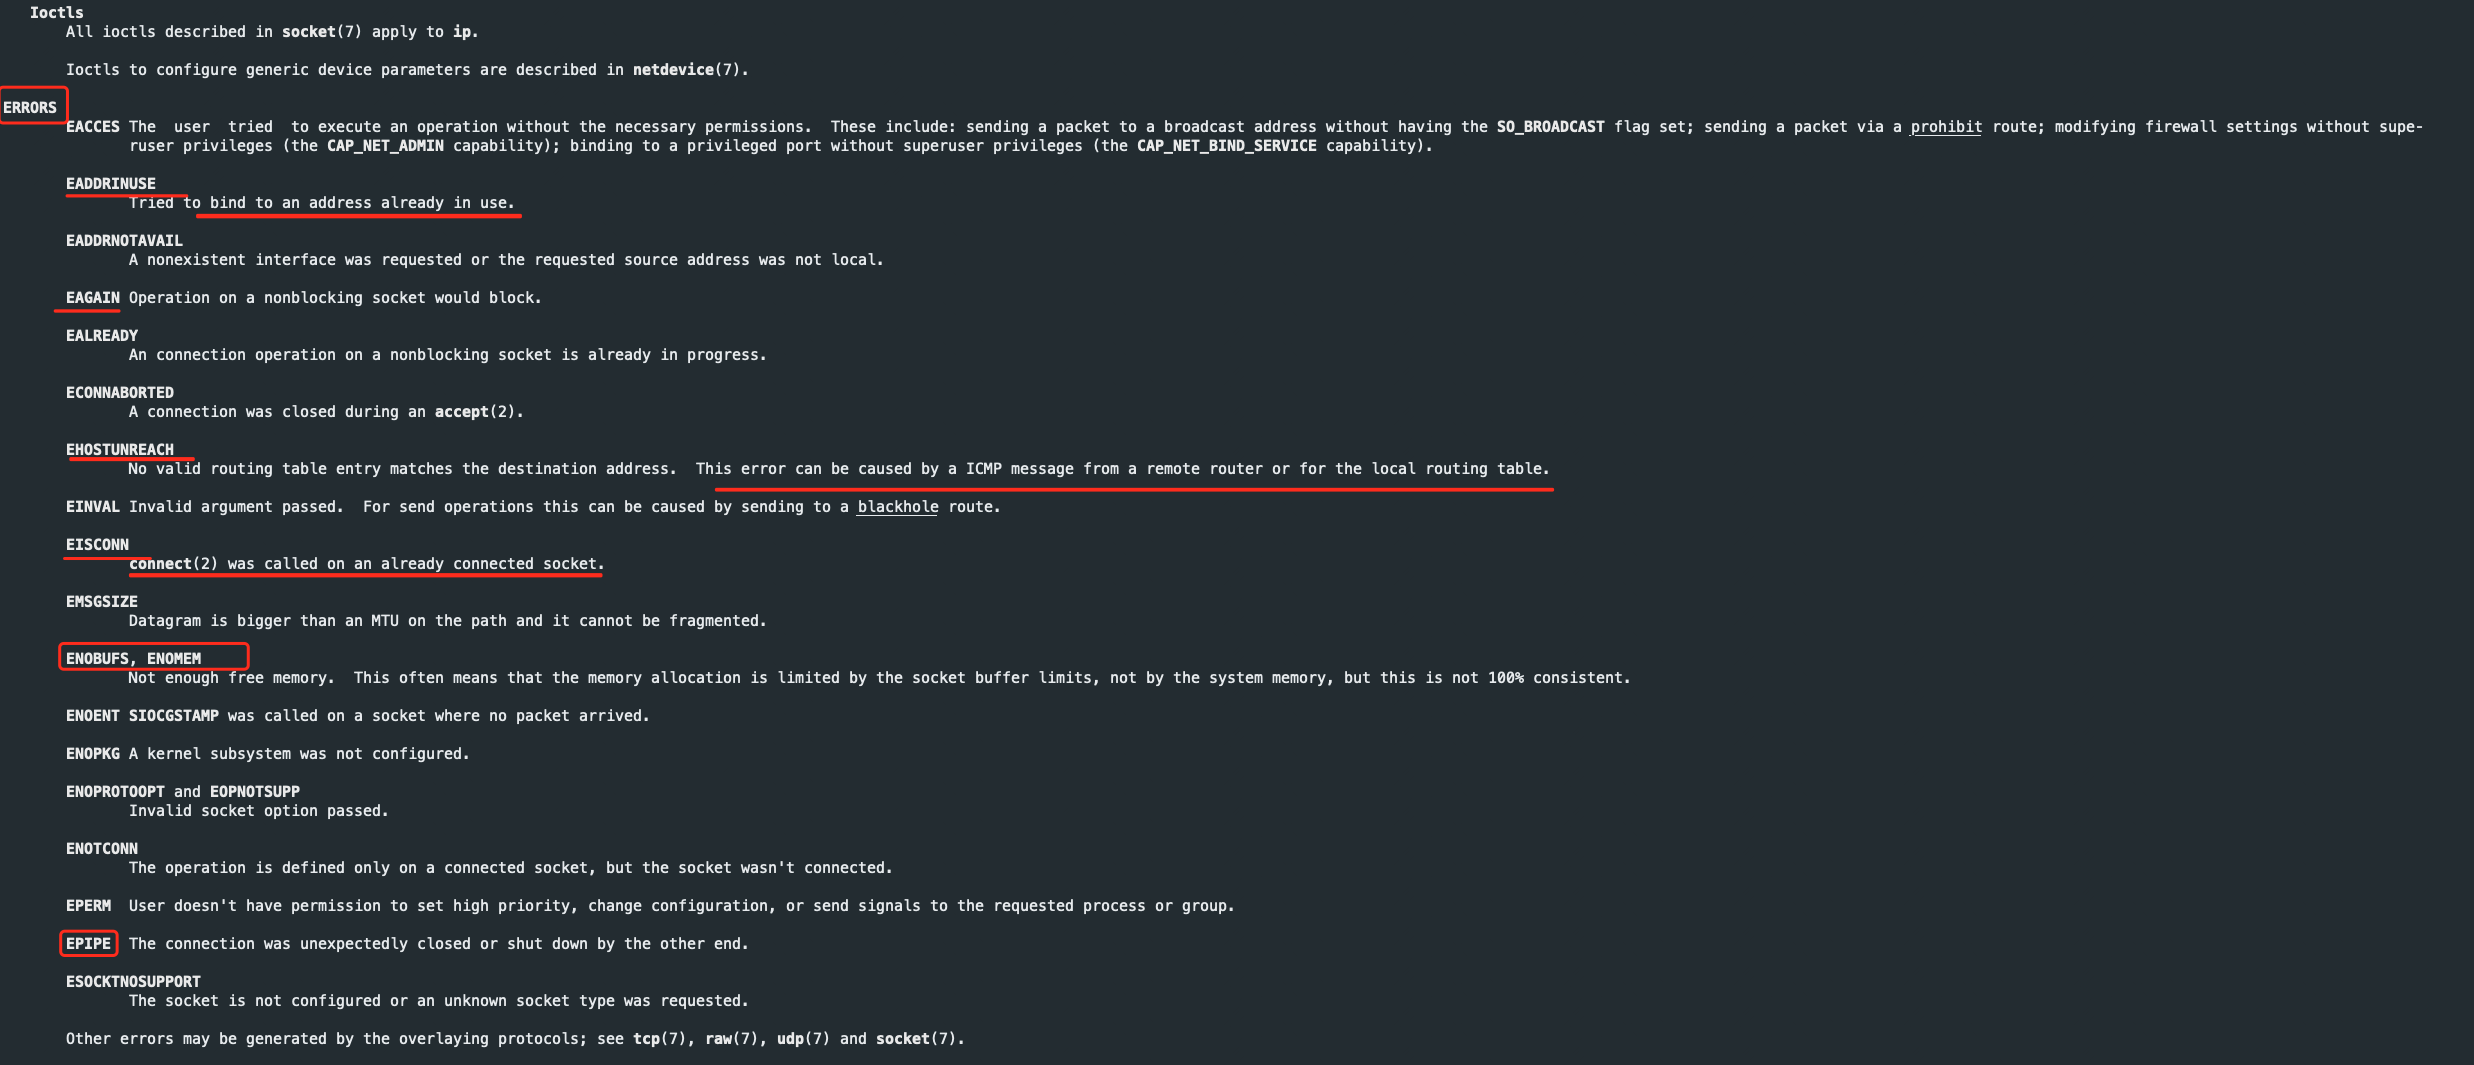 Ioctls
All ioctls described in socket(7) apply to ip.
Ioctls to configure generic device parameters are described in netdevice(7).
ERRORS
EACCES The  user  tried  to execute an operation without the necessary permissions.  These include: sending a packet to a broadcast address without having the SO_BROADCAST flag set; sending a packet via a prohibit route; modifying firewall settings without supe-
ruser privileges (the CAP_NET_ADMIN capability); binding to a privileged port without superuser privileges (the CAP_NET_BIND_SERVICE capability).
EADDRINUSE
Tried to bind to an address already in use.
EADDRNOTAVAIL
A nonexistent interface was requested or the requested source address was not local.
EAGAIN Operation on a nonblocking socket would block.
EALREADY
An connection operation on a nonblocking socket is already in progress.
ECONNABORTED
A connection was closed during an accept(2).
EHOSTUNREACH
No valid routing table entry matches the destination address.  This error can be caused by a ICMP message from a remote router or for the local routing table.
EINVAL Invalid argument passed.  For send operations this can be caused by sending to a blackhole route.
EISCONN
connect(2) was called on an already connected socket.
EMSGSIZE
Datagram is bigger than an MTU on the path and it cannot be fragmented.
ENOBUFS, ENOMEM
Not enough free memory.  This often means that the memory allocation is limited by the socket buffer limits, not by the system memory, but this is not 100% consistent.
ENOENT SIOCGSTAMP was called on a socket where no packet arrived.
ENOPKG A kernel subsystem was not configured.
ENOPROTOOPT and EOPNOTSUPP
Invalid socket option passed.
ENOTCONN
The operation is defined only on a connected socket, but the socket wasn't connected.
EPERM  User doesn't have permission to set high priority, change configuration, or send signals to the requested process or group.
EPIPE  The connection was unexpectedly closed or shut down by the other end.
ESOCKTNOSUPPORT
The socket is not configured or an unknown socket type was requested.
Other errors may be generated by the overlaying protocols; see tcp(7), raw(7), udp(7) and socket(7).